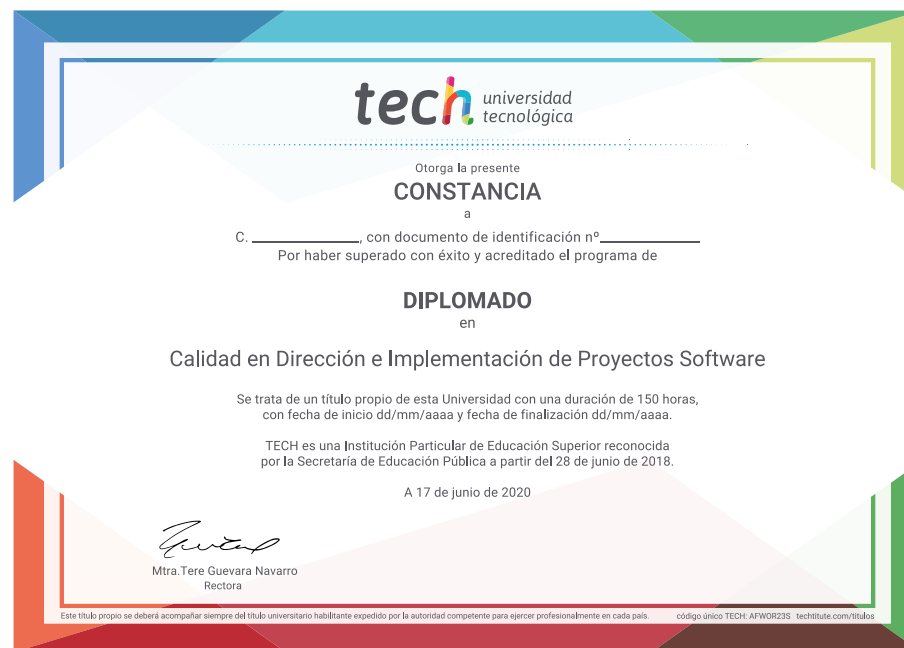 tech universidad
tecnológica
Otorga la presente
CONSTANCIA
a
C. ____________, con documento de identificación nº___________
Por haber superado con éxito y acreditado el programa de
DIPLOMADO
en
Calidad en Dirección e Implementación de Proyectos Software
Se trata de un título propio de esta Universidad con una duración de 150 horas,
con fecha de inicio dd/mm/aaaa y fecha de finalización dd/mm/aaaa.
TECH es una Institución Particular de Educación Superior reconocida
por la Secretaría de Educación Pública a partir del 28 de junio de 2018.
A 17 de junio de 2020
Mtra.Tere Guevara Navarro
Rectora
Este título propio se deberá acompañar siempre del título universitario habilitante expedido por la autoridad competente para ejercer profesionalmente en cada país. código único TECH: AFWOR23S techtitute.com/titulos